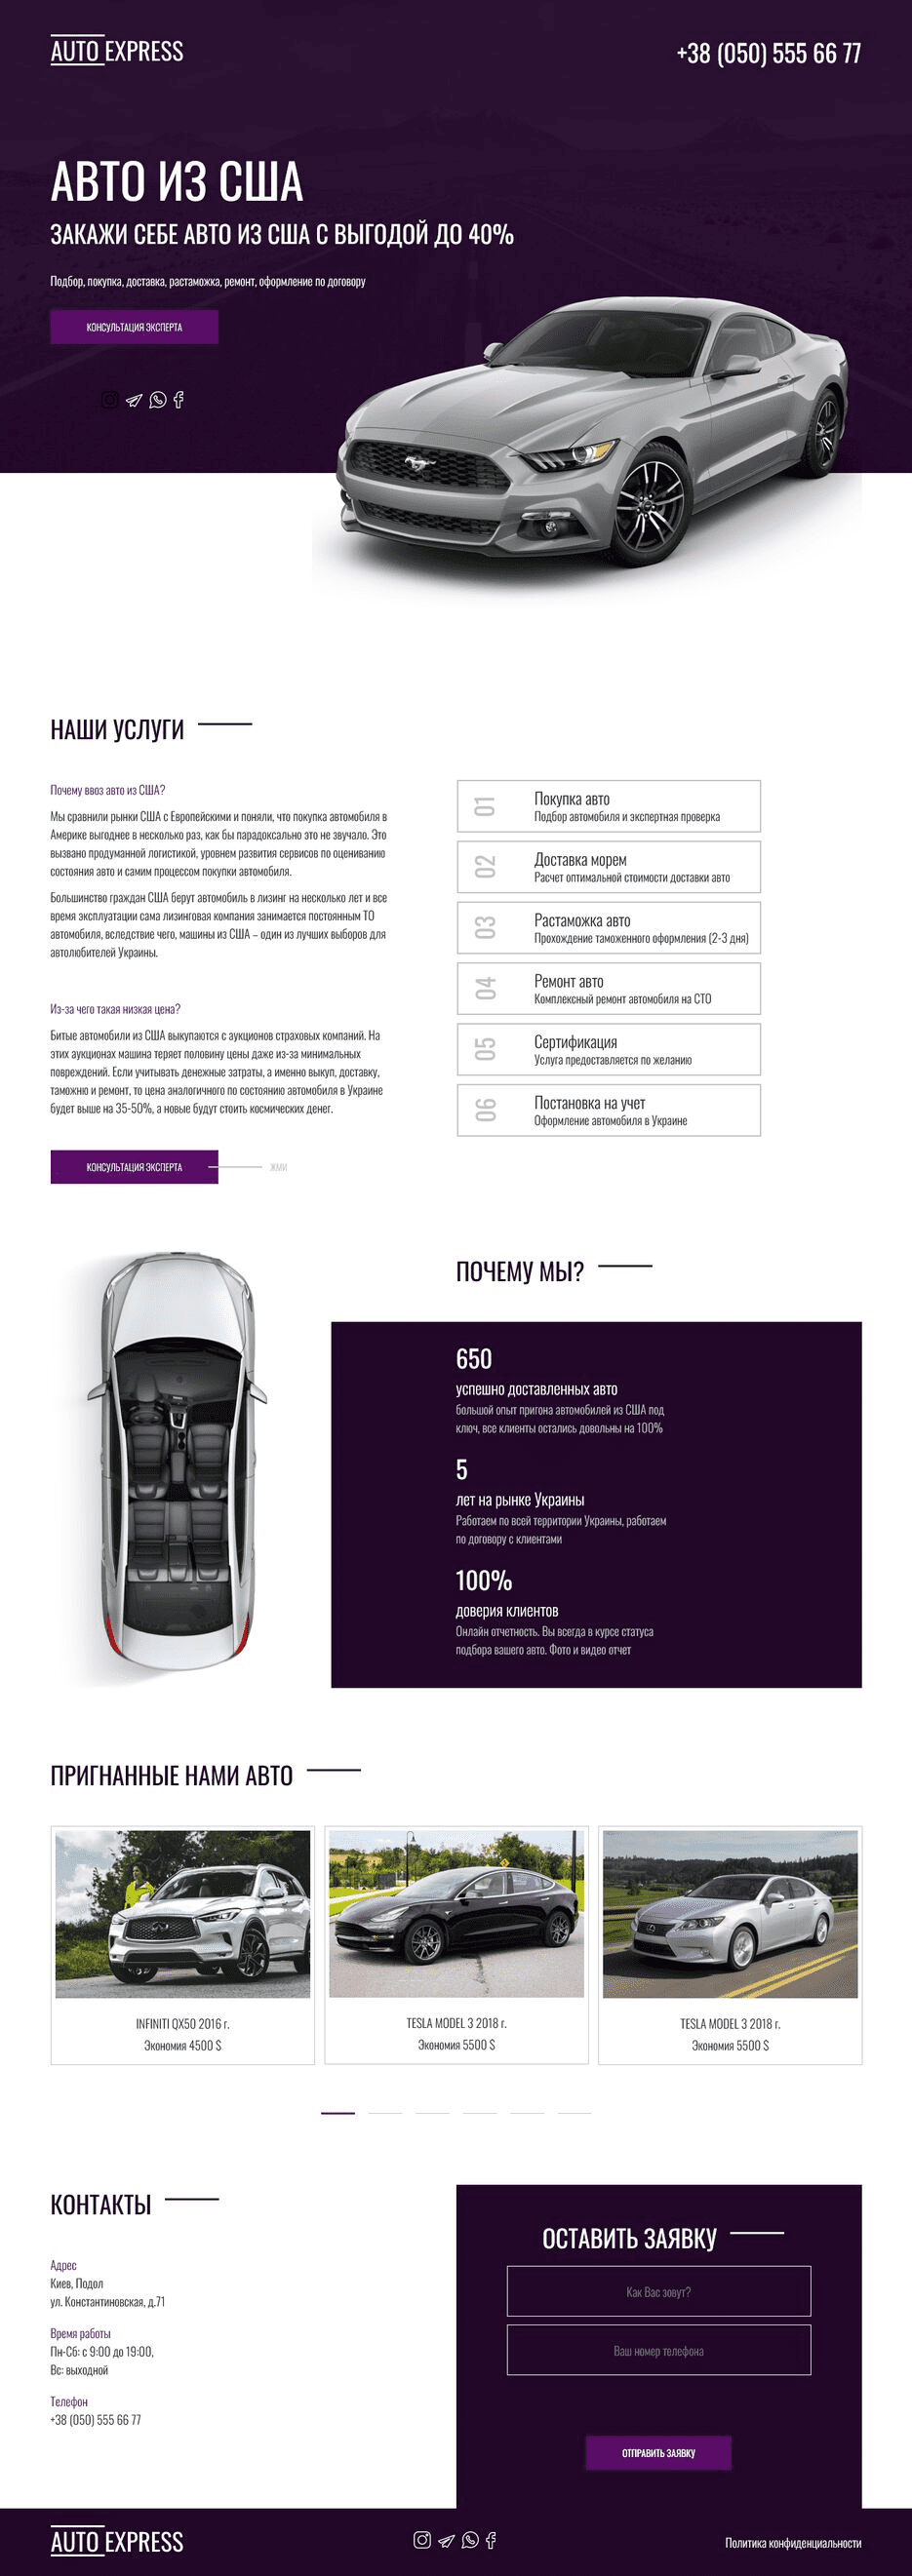 AUTO EXPRESS
+38 (050) 555 66 77
АВТО ИЗ США
ЗАКАЖИ СЕБЕ АВТО ИЗ США С ВЫГОДОЙ ДО 40%
Подбор, покупка, доставка, растаможка, ремонт, оформление по договору
КОНСУЛЬТАЦИЯ ЭКСПЕРТА
НАШИ УСЛУГИ
Почему ввоз авто из США?
Мы сравнили рынки США с Европейскими и поняли, что покупка автомобиля в
Америке выгоднее в несколько раз, как бы парадоксально это не звучало. Это
вызвано продуманной логистикой, уровнем развития сервисов по оцениванию
состояния авто и самим процессом покупки автомобиля.
Большинство граждан США берут автомобиль в лизинг на несколько лет и все
время эксплуатации сама лизинговая компания занимается постоянным ТО
автомобиля, вследствие чего, машины из США – один из лучших выборов для
автолюбителей Украины.
Из-за чего такая низкая цена?
Битые автомобили из США выкупаются с аукционов страховых компаний. На
этих аукционах машина теряет половину цены даже из-за минимальных
повреждений. Если учитывать денежные затраты, а именно выкуп, доставку,
таможню и ремонт, то цена аналогичного по состоянию автомобиля в Украине
будет выше на 35-50%, а новые будут стоить космических денег.
КОНСУЛЬТАЦИЯ ЭКСПЕРТА
ЖМИ
01
Покупка авто
Подбор автомобиля и экспертная проверка
02
Доставка морем
Расчет оптимальной стоимости доставки авто
03
Растаможка авто
Прохождение таможенного оформления (2-3 дня)
04
Ремонт авто
Комплексный ремонт автомобиля на СТО
05
Сертификация
Услуга предоставляется по желанию
06
Постановка на учет
Оформление автомобиля в Украине
ПОЧЕМУ МЫ?
650
успешно доставленных авто
большой опыт пригона автомобилей из США под
ключ, все клиенты остались довольны на 100%
5
лет на рынке Украины
Работаем по всей территории Украины, работаем
по договору с клиентами
100%
доверия клиентов
Онлайн отчетность. Вы всегда в курсе статуса
подбора вашего авто. Фото и видео отчет
ПРИГНАННЫЕ НАМИ АВТО
INFINITI QX50 2016 г.
Экономия 4500 $
TESLA MODEL 3 2018 г.
Экономия 5500 $
TESLA MODEL 3 2018 г.
Экономия 5500 $
КОНТАКТЫ
Адрес
Киев, Подол
ул. Константиновская, д.71
Время работы
Пн-Сб: с 9:00 до 19:00,
Вс: выходной
Телефон
+38 (050) 555 66 77
ОСТАВИТЬ ЗАЯВКУ
Как Вас зовут?
Ваш номер телефона
ОТПРАВИТЬ ЗАЯВКУ
AUTO EXPRESS
Политика конфиденциальности